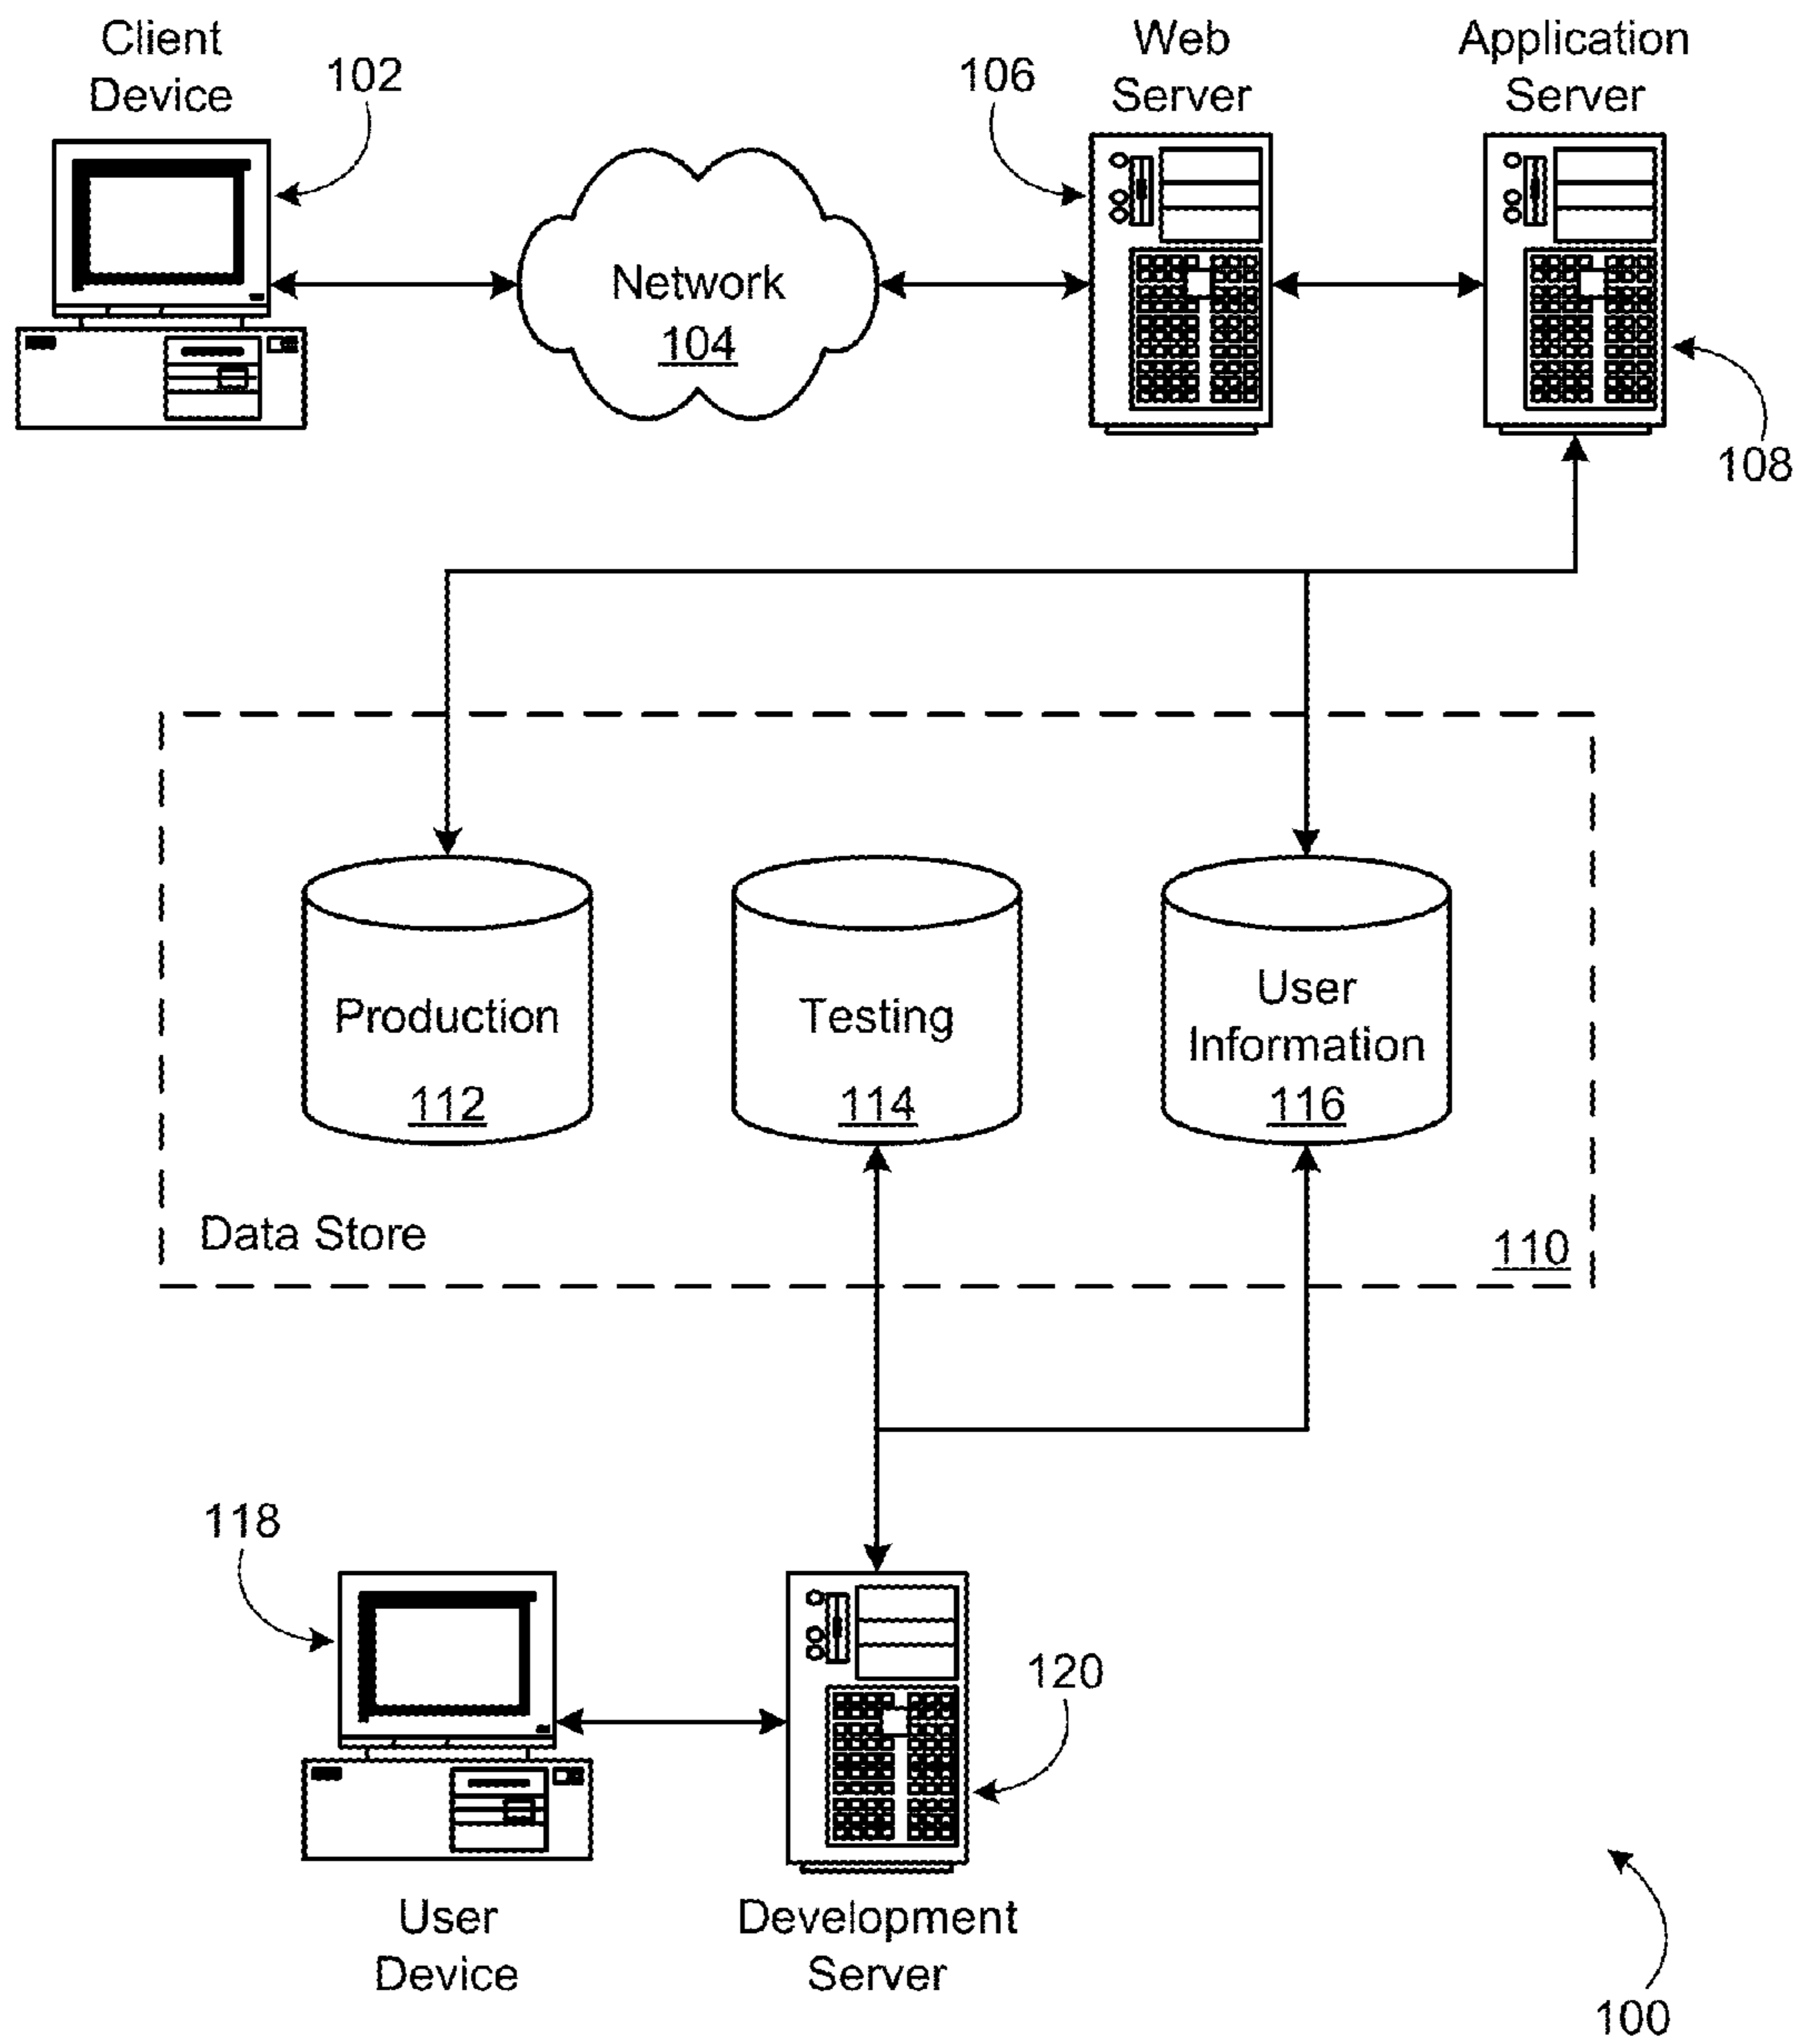 Client
Device
102
Network
104
106
Web
Server
Application
Server
108
Production
112
Testing
114
User
Information
116
Data Store
110
118
User
Device
120
Development
Server
100